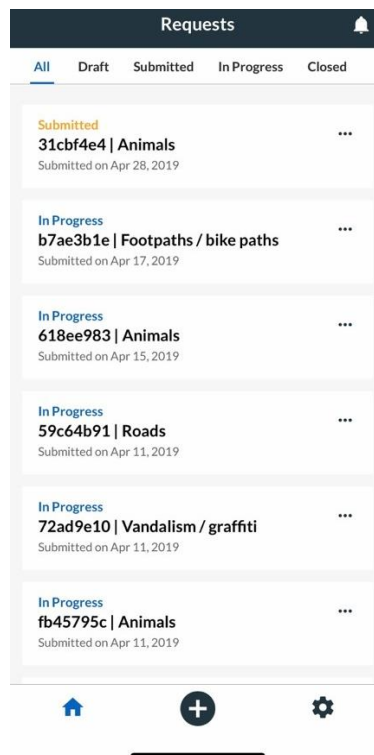 Requests
All Draft Submitted In Progress Closed
Submitted
31cbf4e4 | Animals
Submitted on Apr 28, 2019
In Progress
b7ae3b1e | Footpaths / bike paths
Submitted on Apr 17, 2019
In Progress
618ee983 | Animals
Submitted on Apr 15, 2019
In Progress
59c64b91 | Roads
Submitted on Apr 11, 2019
In Progress
72ad9e10 | Vandalism / graffiti
Submitted on Apr 11, 2019
In Progress
fb45795c | Animals
Submitted on Apr 11, 2019